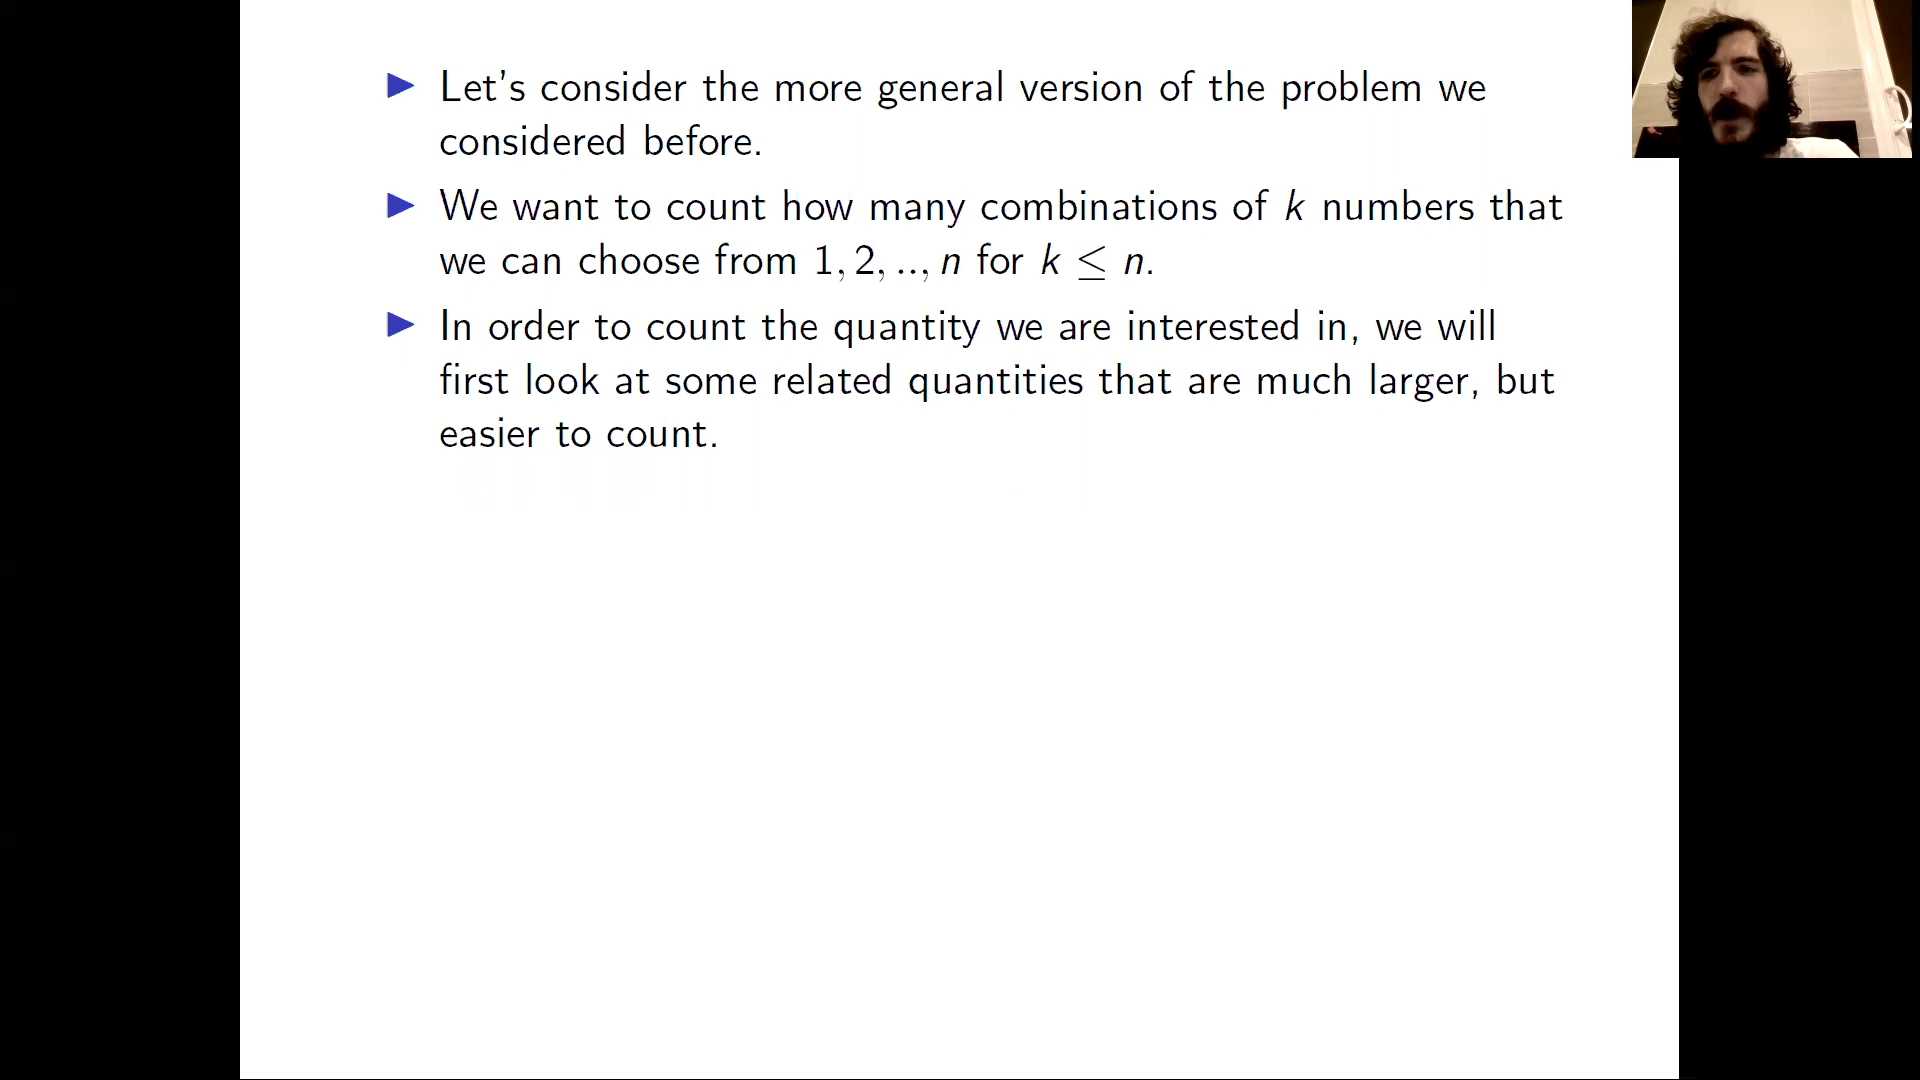 Let's consider the more general version of the problem we
considered before.
We want to count how many combinations of k numbers that
we can choose from 1, 2, .., n for k ≤ n.
In order to count the quantity we are interested in, we will
first look at some related quantities that are much larger, but
easier to count.